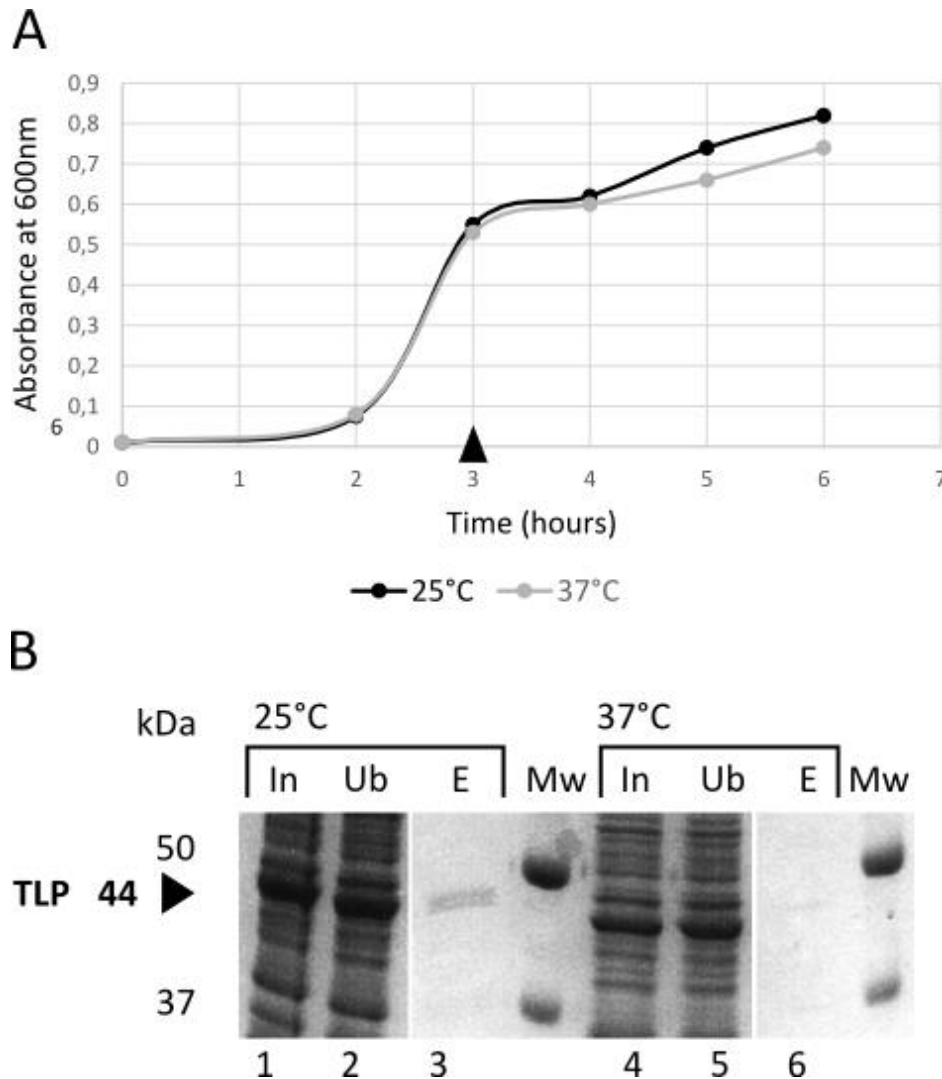 A
0,9
0,8
0,7
0,6
0,5
0,4
0,3
0,2
0,1
6
0
Absorbance at 600nm
0 1 2 3 4 5 6 7
Time (hours)
25°C 37°C
B
kDa 25°C 37°C
In Ub E Mw In Ub E Mw
50
TLP 44
37
1 2 3 4 5 6